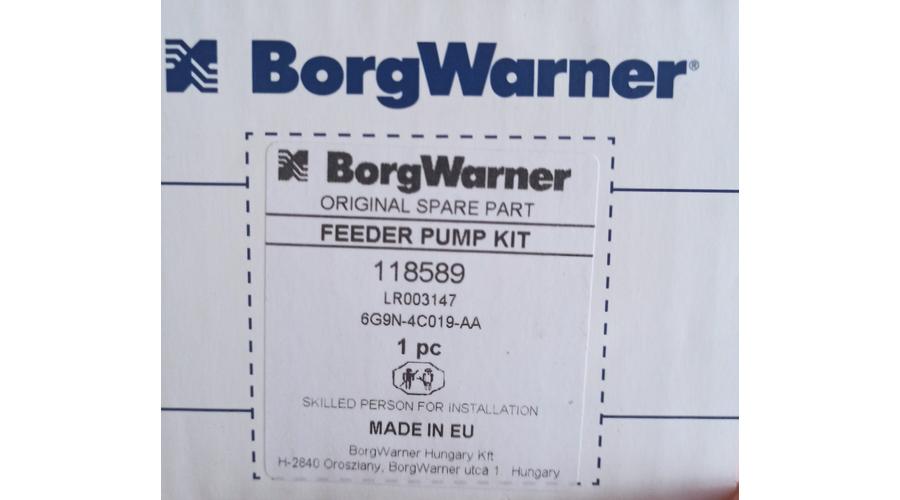 BorgWarner®
BorgWarner
ORIGINAL SPARE PART
FEEDER PUMP KIT
118589
LR003147
6G9N-4C019-AA
1 pc
SKILLED PERSON FOR INSTALLATION
MADE IN EU
BorgWarner Hungary Kft
H-2840 Oroszlany, BorgWarner utca 1. Hungary